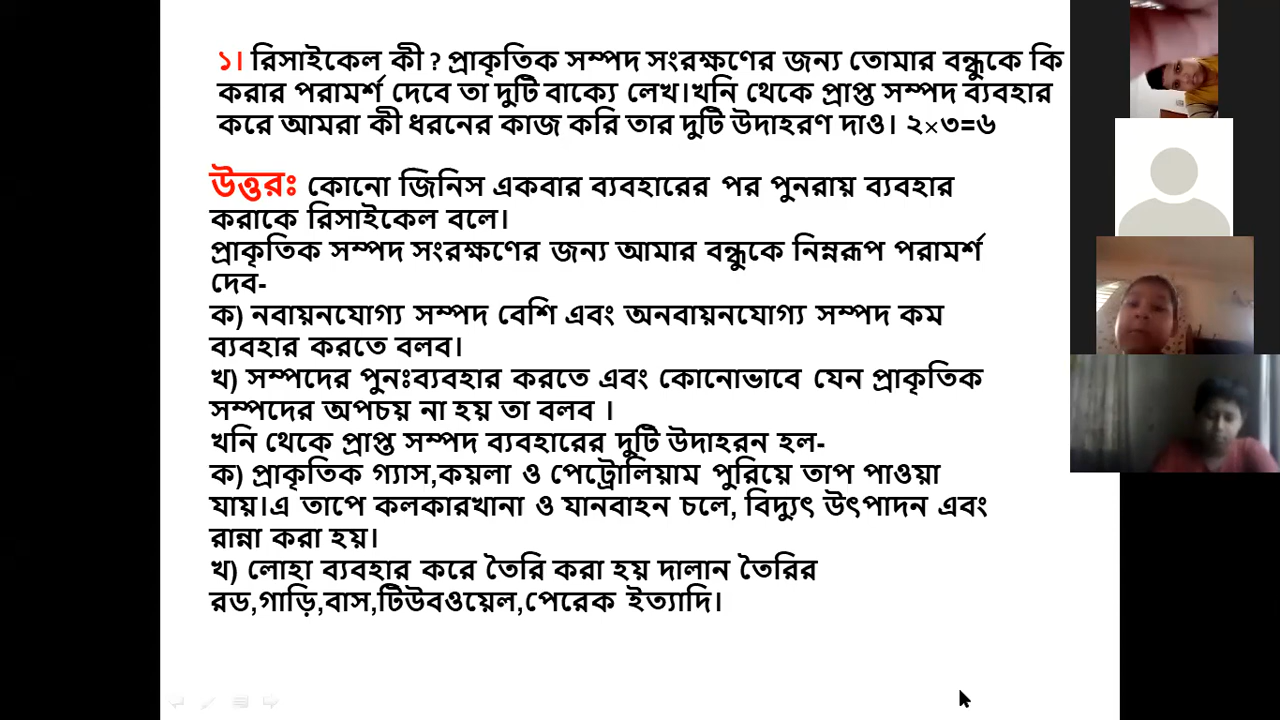 ১। রিসাইকেল কী ? প্রাকৃতিক সম্পদ সংরক্ষণের জন্য তোমার বন্ধুকে কি
করার পরামর্শ দেবে তা দুটি বাক্যে লেখ।খনি থেকে প্রাপ্ত সম্পদ ব্যবহার
করে আমরা কী ধরনের কাজ করি তার দুটি উদাহরণ দাও। ২×৩=৬
উত্তরঃ কোনো জিনিস একবার ব্যবহারের পর পুনরায় ব্যবহার
করাকে রিসাইকেল বলে।
প্রাকৃতিক সম্পদ সংরক্ষণের জন্য আমার বন্ধুকে নিম্নরূপ পরামর্শ
দেব-
ক) নবায়নযোগ্য সম্পদ বেশি এবং অনবায়নযোগ্য সম্পদ কম
ব্যবহার করতে বলব।
খ) সম্পদের পুনঃব্যবহার করতে এবং কোনোভাবে যেন প্রাকৃতিক
সম্পদের অপচয় না হয় তা বলব ।
খনি থেকে প্রাপ্ত সম্পদ ব্যবহারের দুটি উদাহরন হল-
ক) প্রাকৃতিক গ্যাস,কয়লা ও পেট্রোলিয়াম পুরিয়ে তাপ পাওয়া
যায়।এ তাপে কলকারখানা ও যানবাহন চলে, বিদ্যুৎ উৎপাদন এবং
রান্না করা হয়।
খ) লোহা ব্যবহার করে তৈরি করা হয় দালান তৈরির
রড,গাড়ি,বাস,টিউবওয়েল,পেরেক ইত্যাদি।